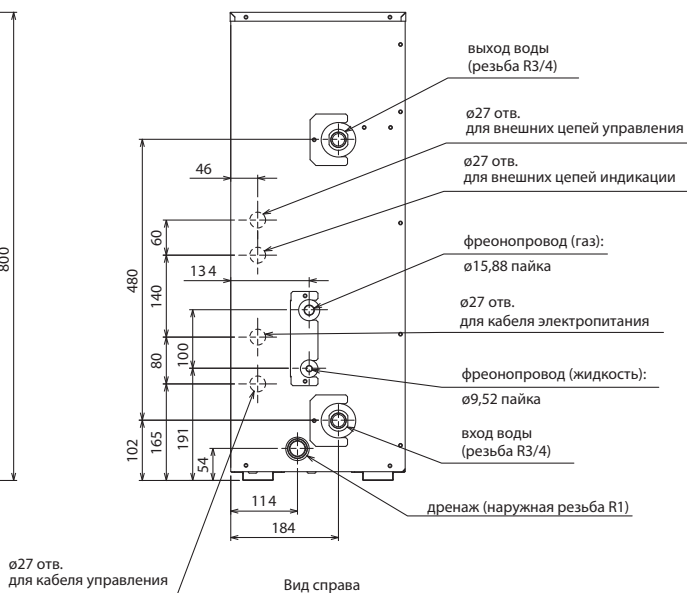 выход воды
(резьба R3/4)
ø27 отв.
для внешних цепей управления
ø27 отв.
для внешних цепей индикации
фреонопровод (газ):
ø15,88 пайка
ø27 отв.
для кабеля электропитания
фреонопровод (жидкость):
ø9,52 пайка
вход воды
(резьба R3/4)
дренаж (наружная резьба R1)
ø27 отв.
для кабеля управления
Вид справа
800
46
60
480
134
140
100
80
102
165
191
54
114
184